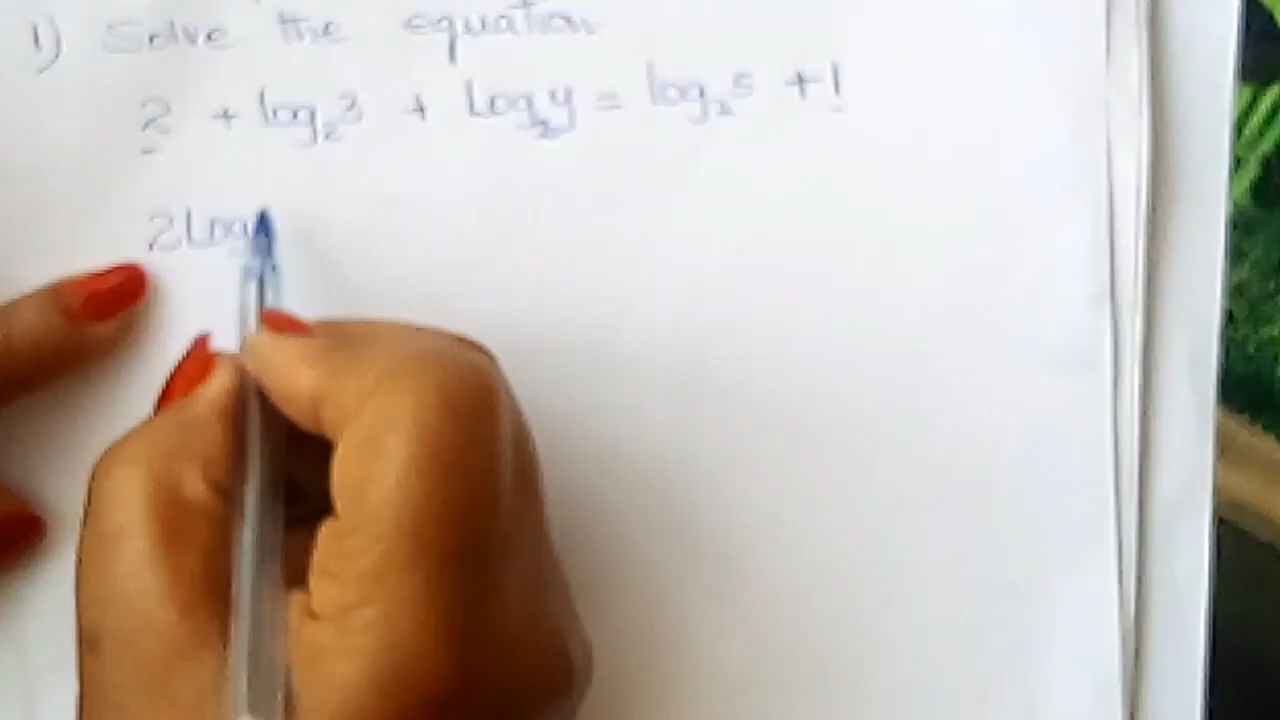 1) Solve the equation
2 + log₂3 + Log₂y = log₂5 + 1
2Log